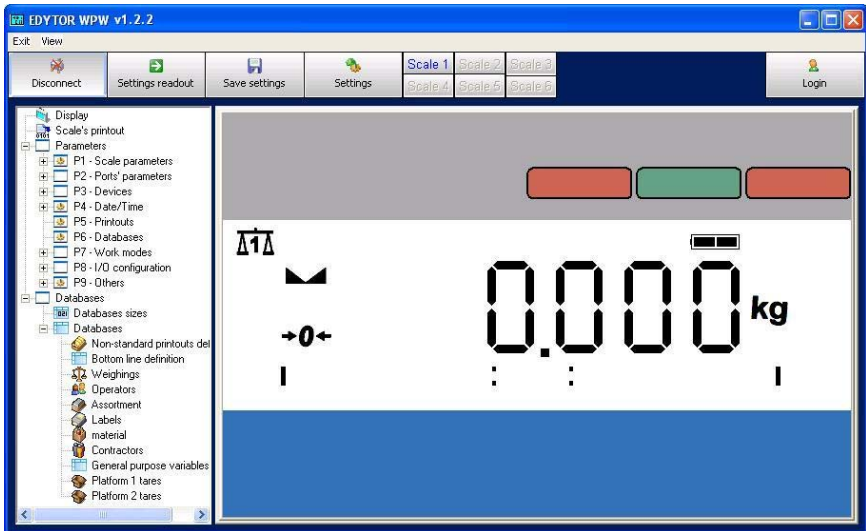 EDYTOR WPW v1.2.2
Exit View
Disconnect
Settings readout
Save settings
Settings
Scale 1 Scale 2 Scale 3
Scale 4 Scale 5 Scale 6
Login
Display
Scale's printout
Parameters
P1 - Scale parameters
P2 - Ports' parameters
P3 - Devices
P4 - Date/Time
P5 - Printouts
P6 - Databases
P7 - Work modes
P8 - I/O configuration
P9 - Others
Databases
Databases sizes
Databases
Non-standard printouts del
Bottom line definition
Weighings
Operators
Assortment
Labels
material
Contractors
General purpose variables
Platform 1 tares
Platform 2 tares
1
0.000 kg
→0←